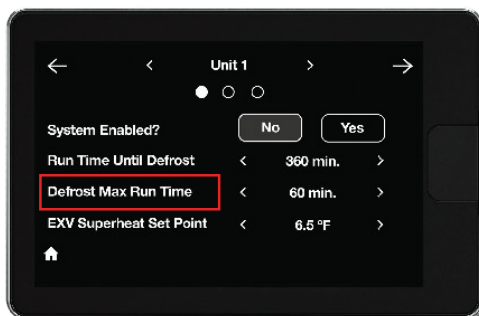 Unit 1
System Enabled? No Yes
Run Time Until Defrost 360 min.
Defrost Max Run Time 60 min.
EXV Superheat Set Point 6.5 °F